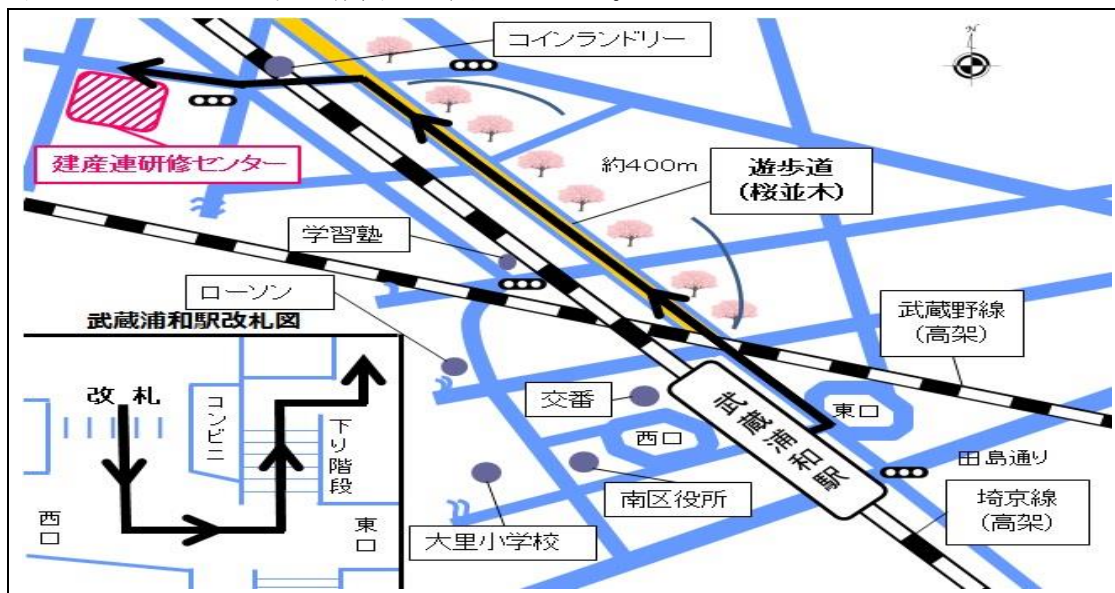 コインランドリー
N
建産連研修センター
約400m
遊歩道
(桜並木)
学習塾
ローソン
武蔵野線
(高架)
武蔵浦和駅改札図
改札
コンビニ
下り階段
西口
東口
交番
西口
武蔵浦和駅
東口
田島通り
南区役所
大里小学校
埼京線
(高架)